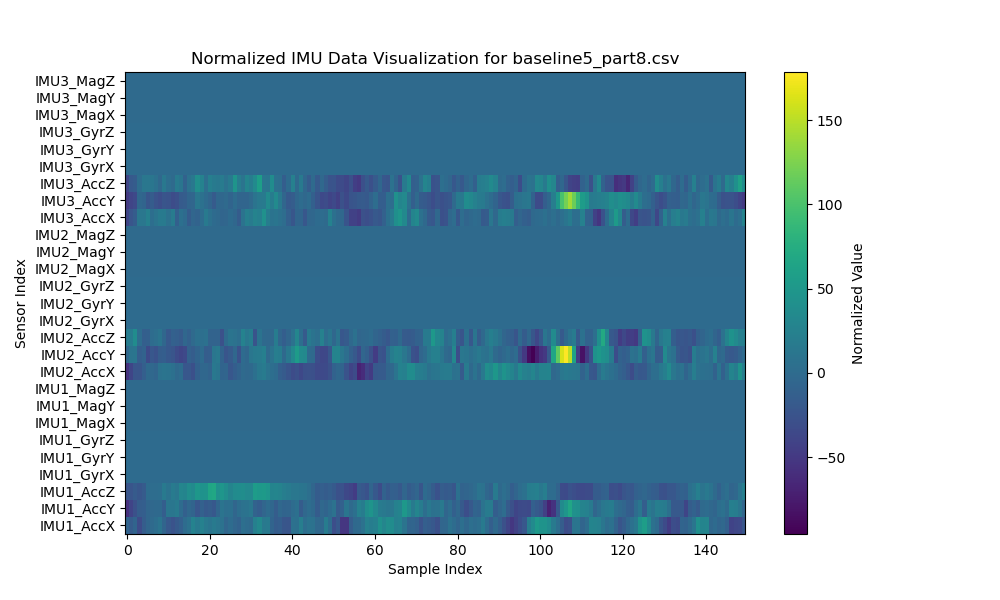 Normalized IMU Data Visualization for baseline5_part8.csv
IMU3_MagZ
IMU3_MagY
IMU3_MagX
IMU3_GyrZ
IMU3_GyrY
IMU3_GyrX
IMU3_AccZ
IMU3_AccY
IMU3_AccX
IMU2_MagZ
IMU2_MagY
IMU2_MagX
IMU2_GyrZ
IMU2_GyrY
IMU2_GyrX
IMU2_AccZ
IMU2_AccY
IMU2_AccX
IMU1_MagZ
IMU1_MagY
IMU1_MagX
IMU1_GyrZ
IMU1_GyrY
IMU1_GyrX
IMU1_AccZ
IMU1_AccY
IMU1_AccX
Sensor Index
0 20 40 60 80 100 120 140
Sample Index
150
100
50
0
−50
Normalized Value